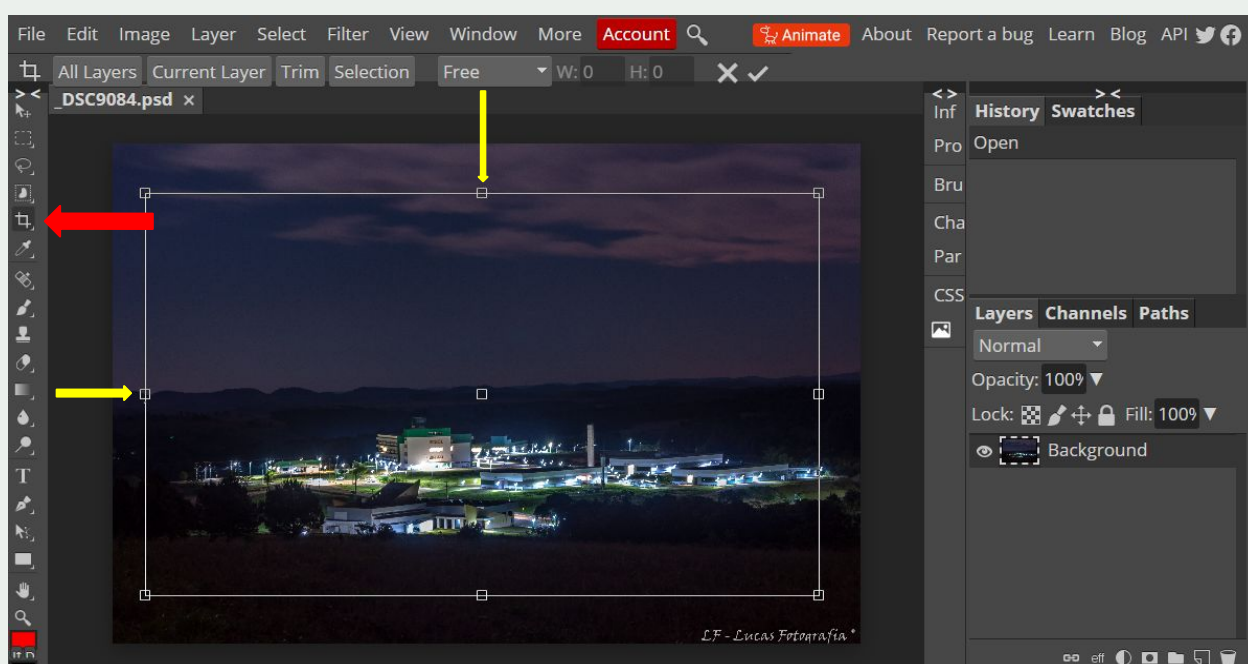 File Edit Image Layer Select Filter View Window More Account Animate About Report a bug Learn Blog API
All Layers Current Layer Trim Selection Free W: 0 H: 0
_DSC9084.psd ×
Inf
Pro
Bru
Cha
Par
CSS
History Swatches
Open
Layers Channels Paths
Normal
Opacity: 100%
Lock: Fill: 100%
Background
T
LF - Lucas Fotografia
eff